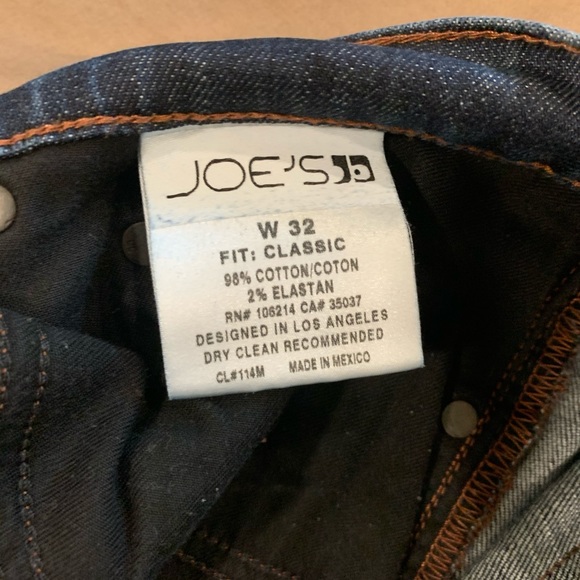 JOE'S
W 32
FIT: CLASSIC
98% COTTON/COTON
2% ELASTAN
RN# 106214 CA# 35037
DESIGNED IN LOS ANGELES
DRY CLEAN RECOMMENDED
CL#114M MADE IN MEXICO